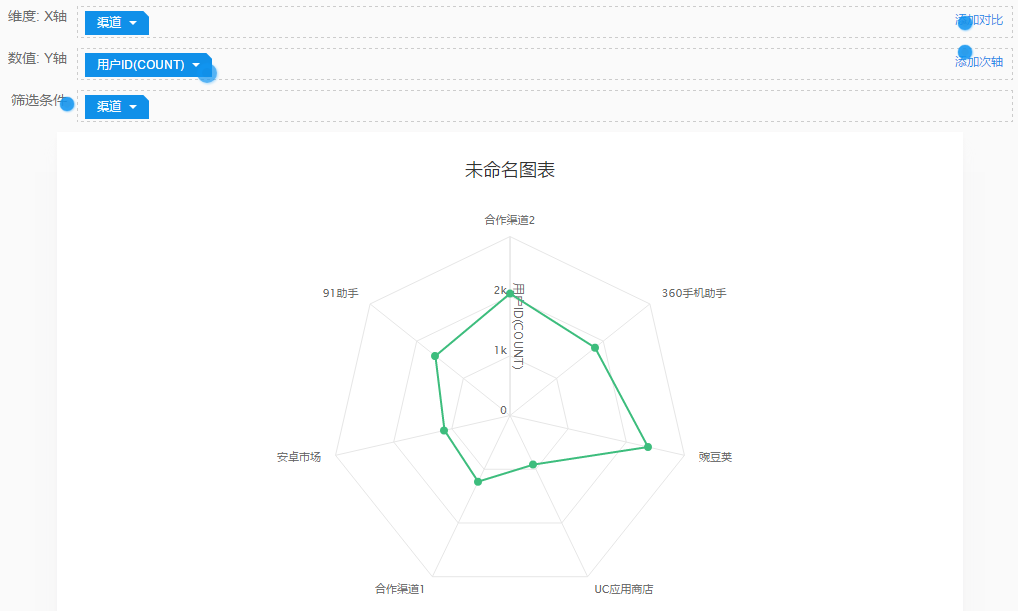 维度: X轴
渠道
添加对比
数值: Y轴
用户ID(COUNT)
添加次轴
筛选条件
渠道
未命名图表
合作渠道2
91助手
360手机助手
2k
用户ID(COUNT)
1k
0
安卓市场
豌豆荚
合作渠道1
UC应用商店